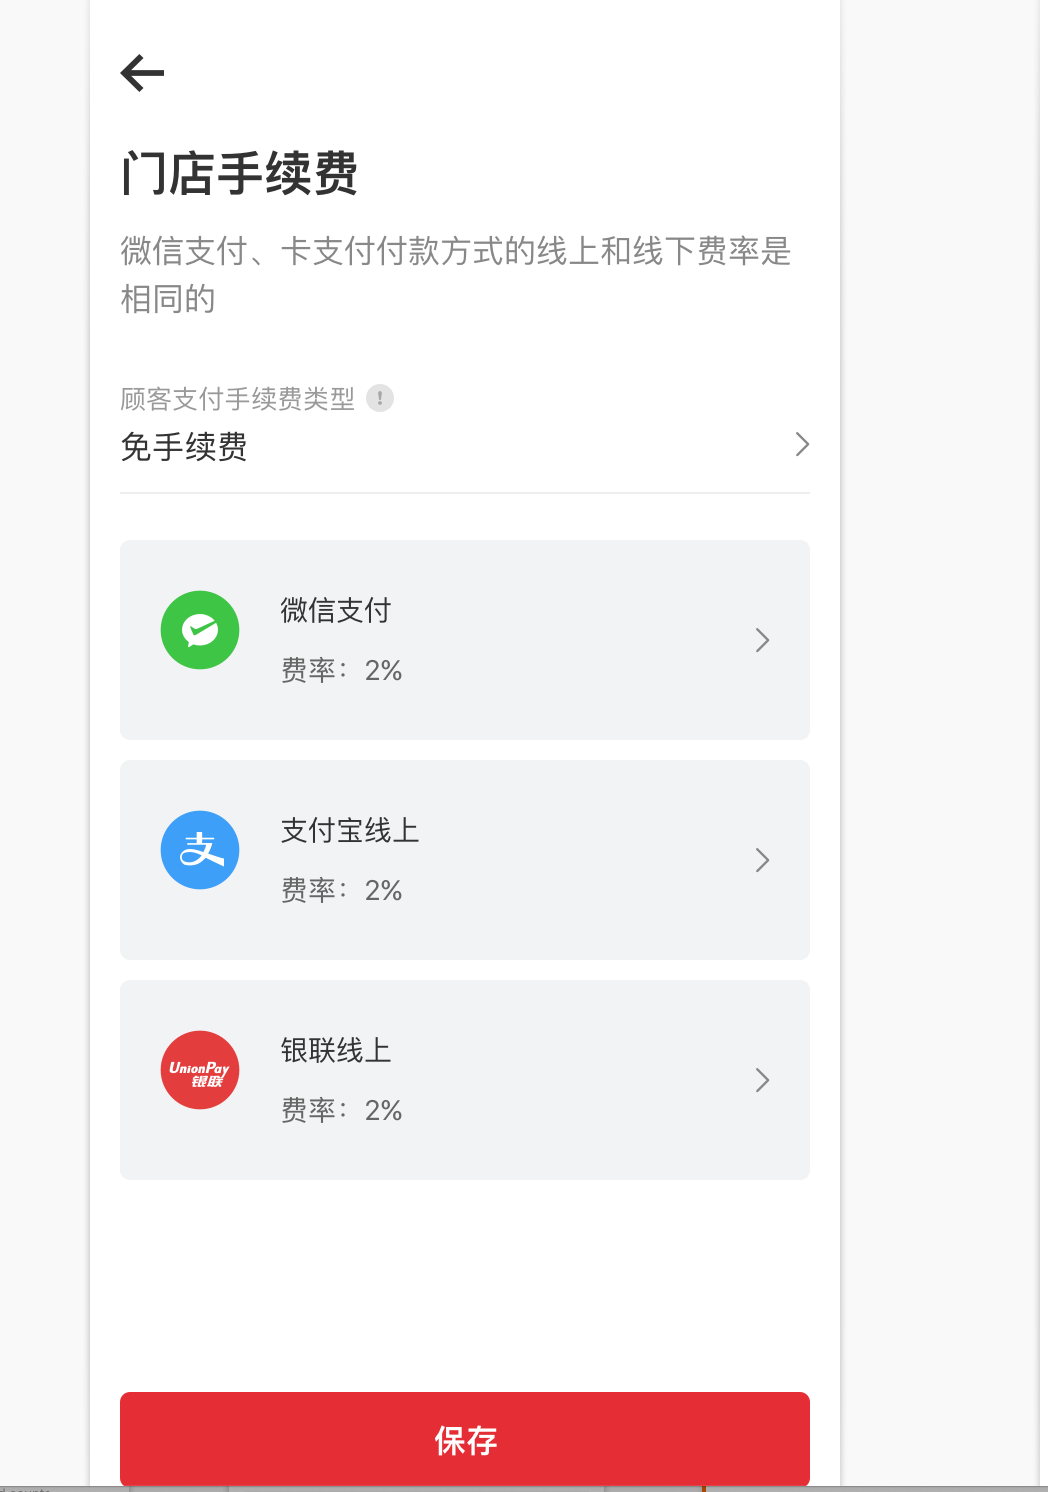 门店手续费
微信支付、卡支付付款方式的线上和线下费率是
相同的
顾客支付手续费类型
免手续费
微信支付
费率：2%
支付宝线上
费率：2%
银联线上
费率：2%
UnionPay
银联
保存